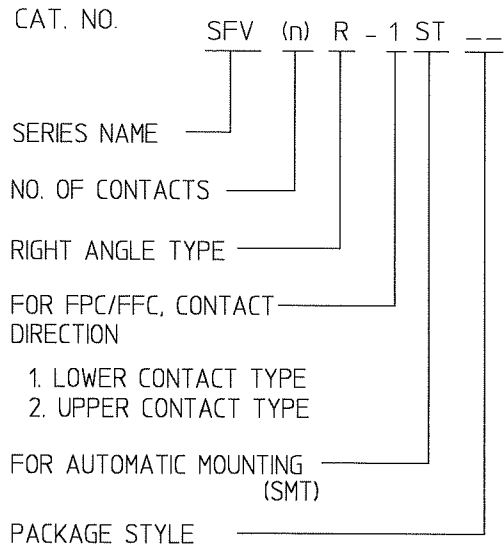 CAT. NO.
SFV (n) R - 1 ST _ _
SERIES NAME
NO. OF CONTACTS
RIGHT ANGLE TYPE
FOR FPC/FFC, CONTACT
DIRECTION
1. LOWER CONTACT TYPE
2. UPPER CONTACT TYPE
FOR AUTOMATIC MOUNTING
(SMT)
PACKAGE STYLE